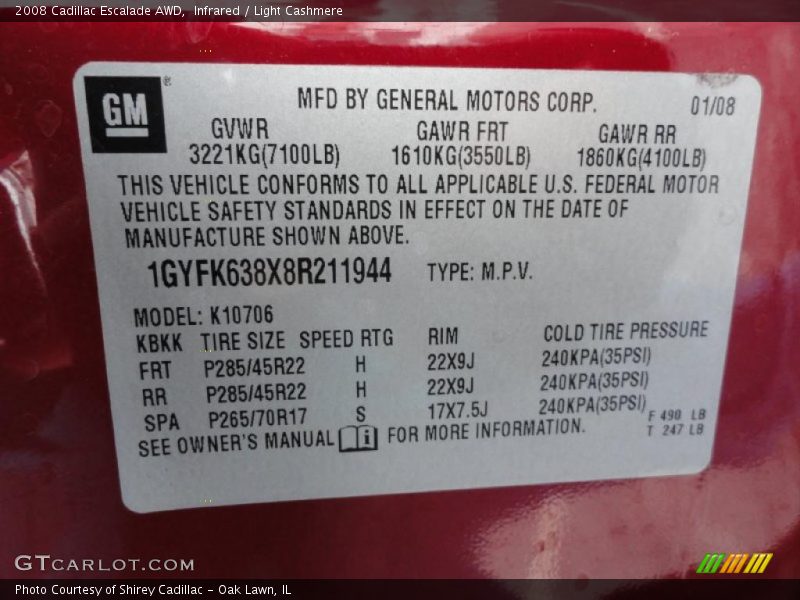 2008 Cadillac Escalade AWD,  Infrared / Light Cashmere
GM ®
MFD BY GENERAL MOTORS CORP. 01/08
GVWR GAWR FRT GAWR RR
3221KG(7100LB) 1610KG(3550LB) 1860KG(4100LB)
THIS VEHICLE CONFORMS TO ALL APPLICABLE U.S. FEDERAL MOTOR
VEHICLE SAFETY STANDARDS IN EFFECT ON THE DATE OF
MANUFACTURE SHOWN ABOVE.
1GYFK638X8R211944 TYPE: M.P.V.
MODEL: K10706
KBKK TIRE SIZE SPEED RTG RIM COLD TIRE PRESSURE
FRT P285/45R22 H 22X9J 240KPA(35PSI)
RR P285/45R22 H 22X9J 240KPA(35PSI)
SPA P265/70R17 S 17X7.5J 240KPA(35PSI)
F 490 LB
T 247 LB
SEE OWNER'S MANUAL i FOR MORE INFORMATION.
GTCARLOT.COM
Photo Courtesy of Shirey Cadillac - Oak Lawn, IL